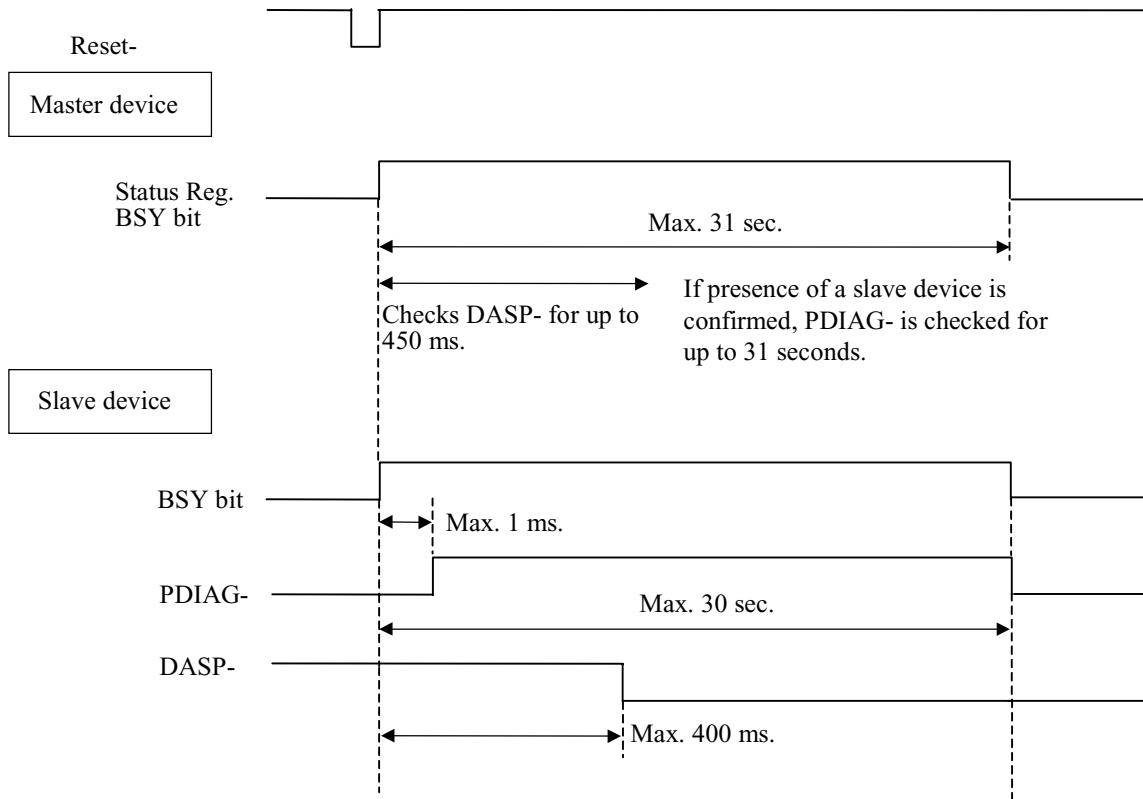 Reset-
Master device
Status Reg.
BSY bit
Max. 31 sec.
Checks DASP- for up to
450 ms.
If presence of a slave device is
confirmed, PDIAG- is checked for
up to 31 seconds.
Slave device
BSY bit
Max. 1 ms.
PDIAG-
Max. 30 sec.
DASP-
Max. 400 ms.